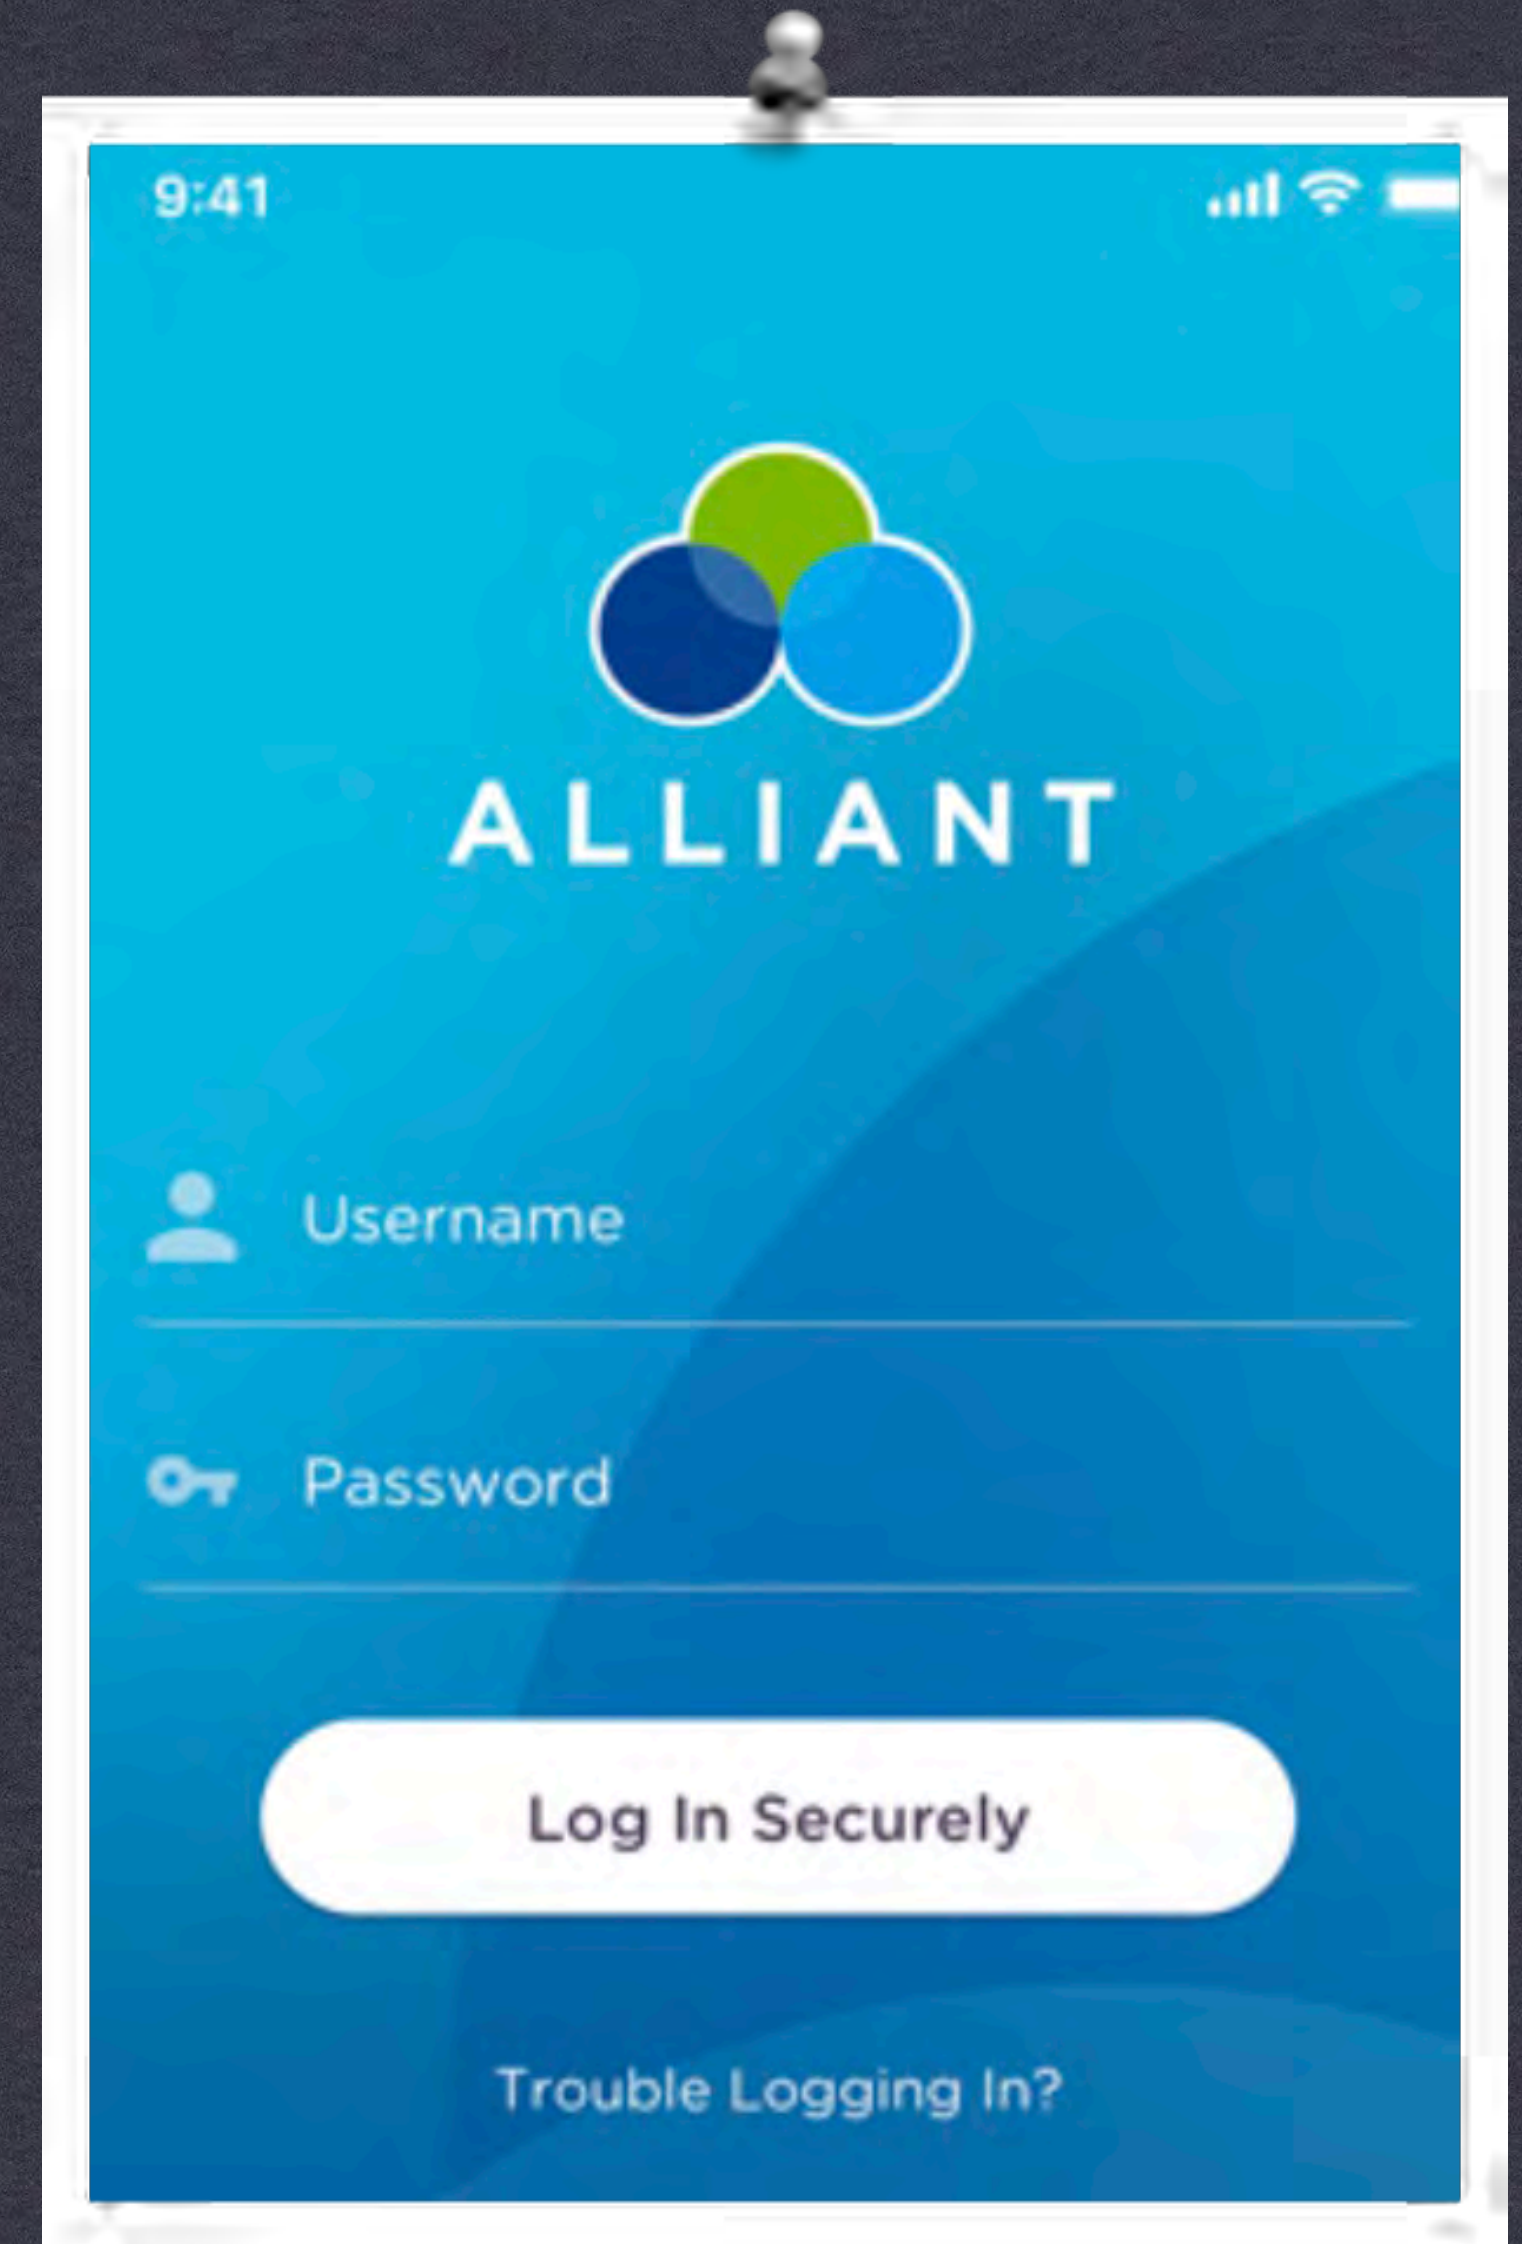 9:41
ALLIANT
Username
Password
Log In Securely
Trouble Logging In?